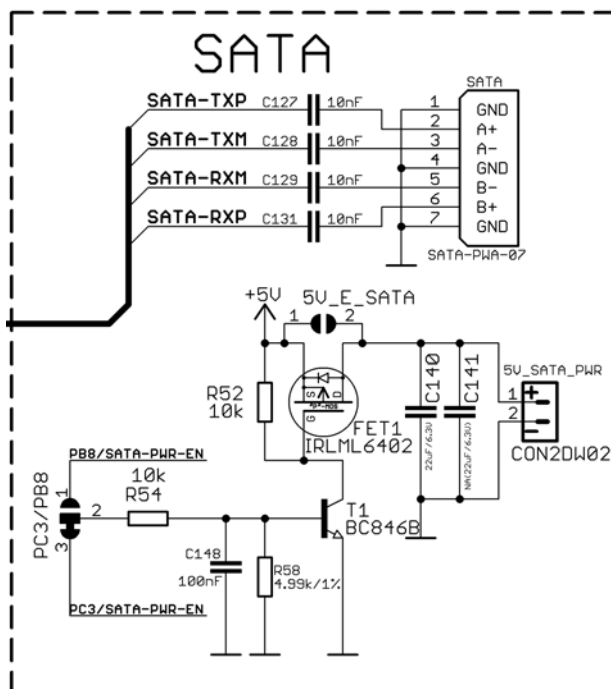 SATA
SATA
SATA-TXP C127 10nF 1 GND
2 A+
SATA-TXM C128 10nF 3 A-
4 GND
SATA-RXM C129 10nF 5 B-
6 B+
SATA-RXP C131 10nF 7 GND
SATA-PWA-07
+5V
5V_E_SATA
1 2
R52
10k
S D
"P"-MOS
G
FET1
IRLML6402
C140
22uF/6.3V
C141
NA(22uF/6.3V)
5V_SATA_PWR
1 +
2 -
CON2DW02
PB8/SATA-PWR-EN
10k
R54
PC3/PB8
1
2
3
T1
BC846B
C148
100nF
R58
4.99k/1%
PC3/SATA-PWR-EN